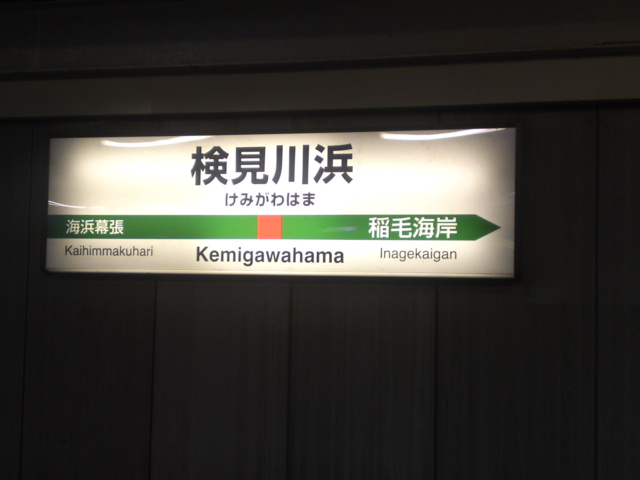 検見川浜
けみがわはま
海浜幕張 稲毛海岸
Kaihimmakuhari Kemigawahama Inagekaigan